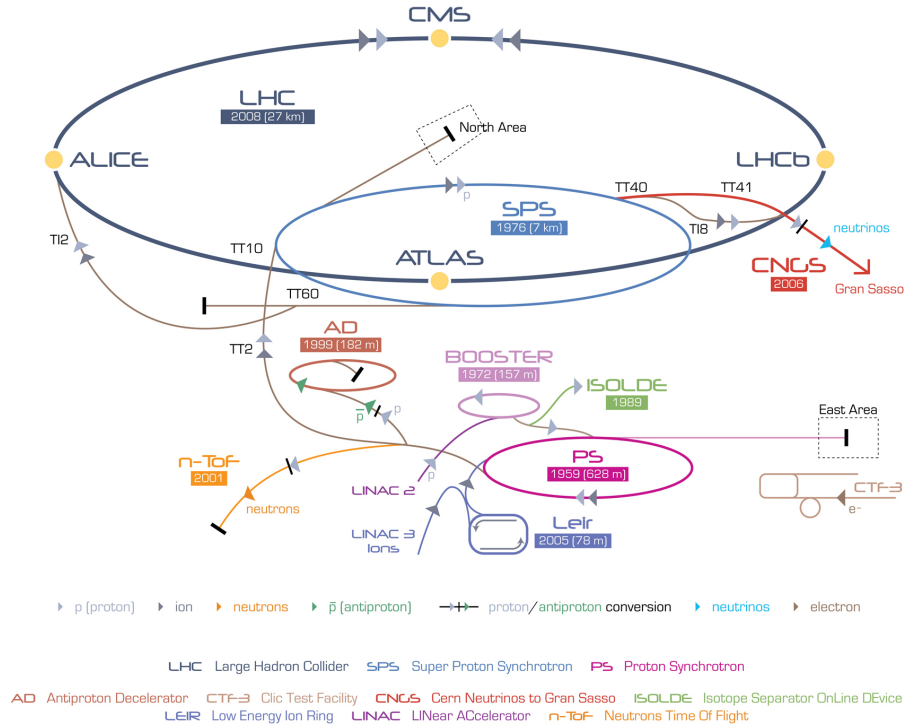 CMS
LHC
2008 (27 km)
North Area
ALICE
LHCb
TT40
TT41
SPS
1976 (7 km)
p
TI8
neutrinos
TI2
TT10
ATLAS
CNGS
2006
Gran Sasso
TT60
AD
1999 (182 m)
TT2
BOOSTER
1972 (157 m)
ISOLDE
1989
p̅
p
East Area
n-ToF
2001
PS
1959 (628 m)
LINAC 2
p
neutrons
CTF-3
e-
LINAC 3
Ions
Leir
2005 (78 m)
p (proton)
ion
neutrons
p̅ (antiproton)
proton/antiproton conversion
neutrinos
electron
LHC Large Hadron Collider SPS Super Proton Synchrotron PS Proton Synchrotron
AD Antiproton Decelerator CTF-3 Clic Test Facility CNGS Cern Neutrinos to Gran Sasso ISOLDE Isotope Separator OnLine DEvice
LEIR Low Energy Ion Ring LINAC LINear ACcelerator n-ToF Neutrons Time Of Flight